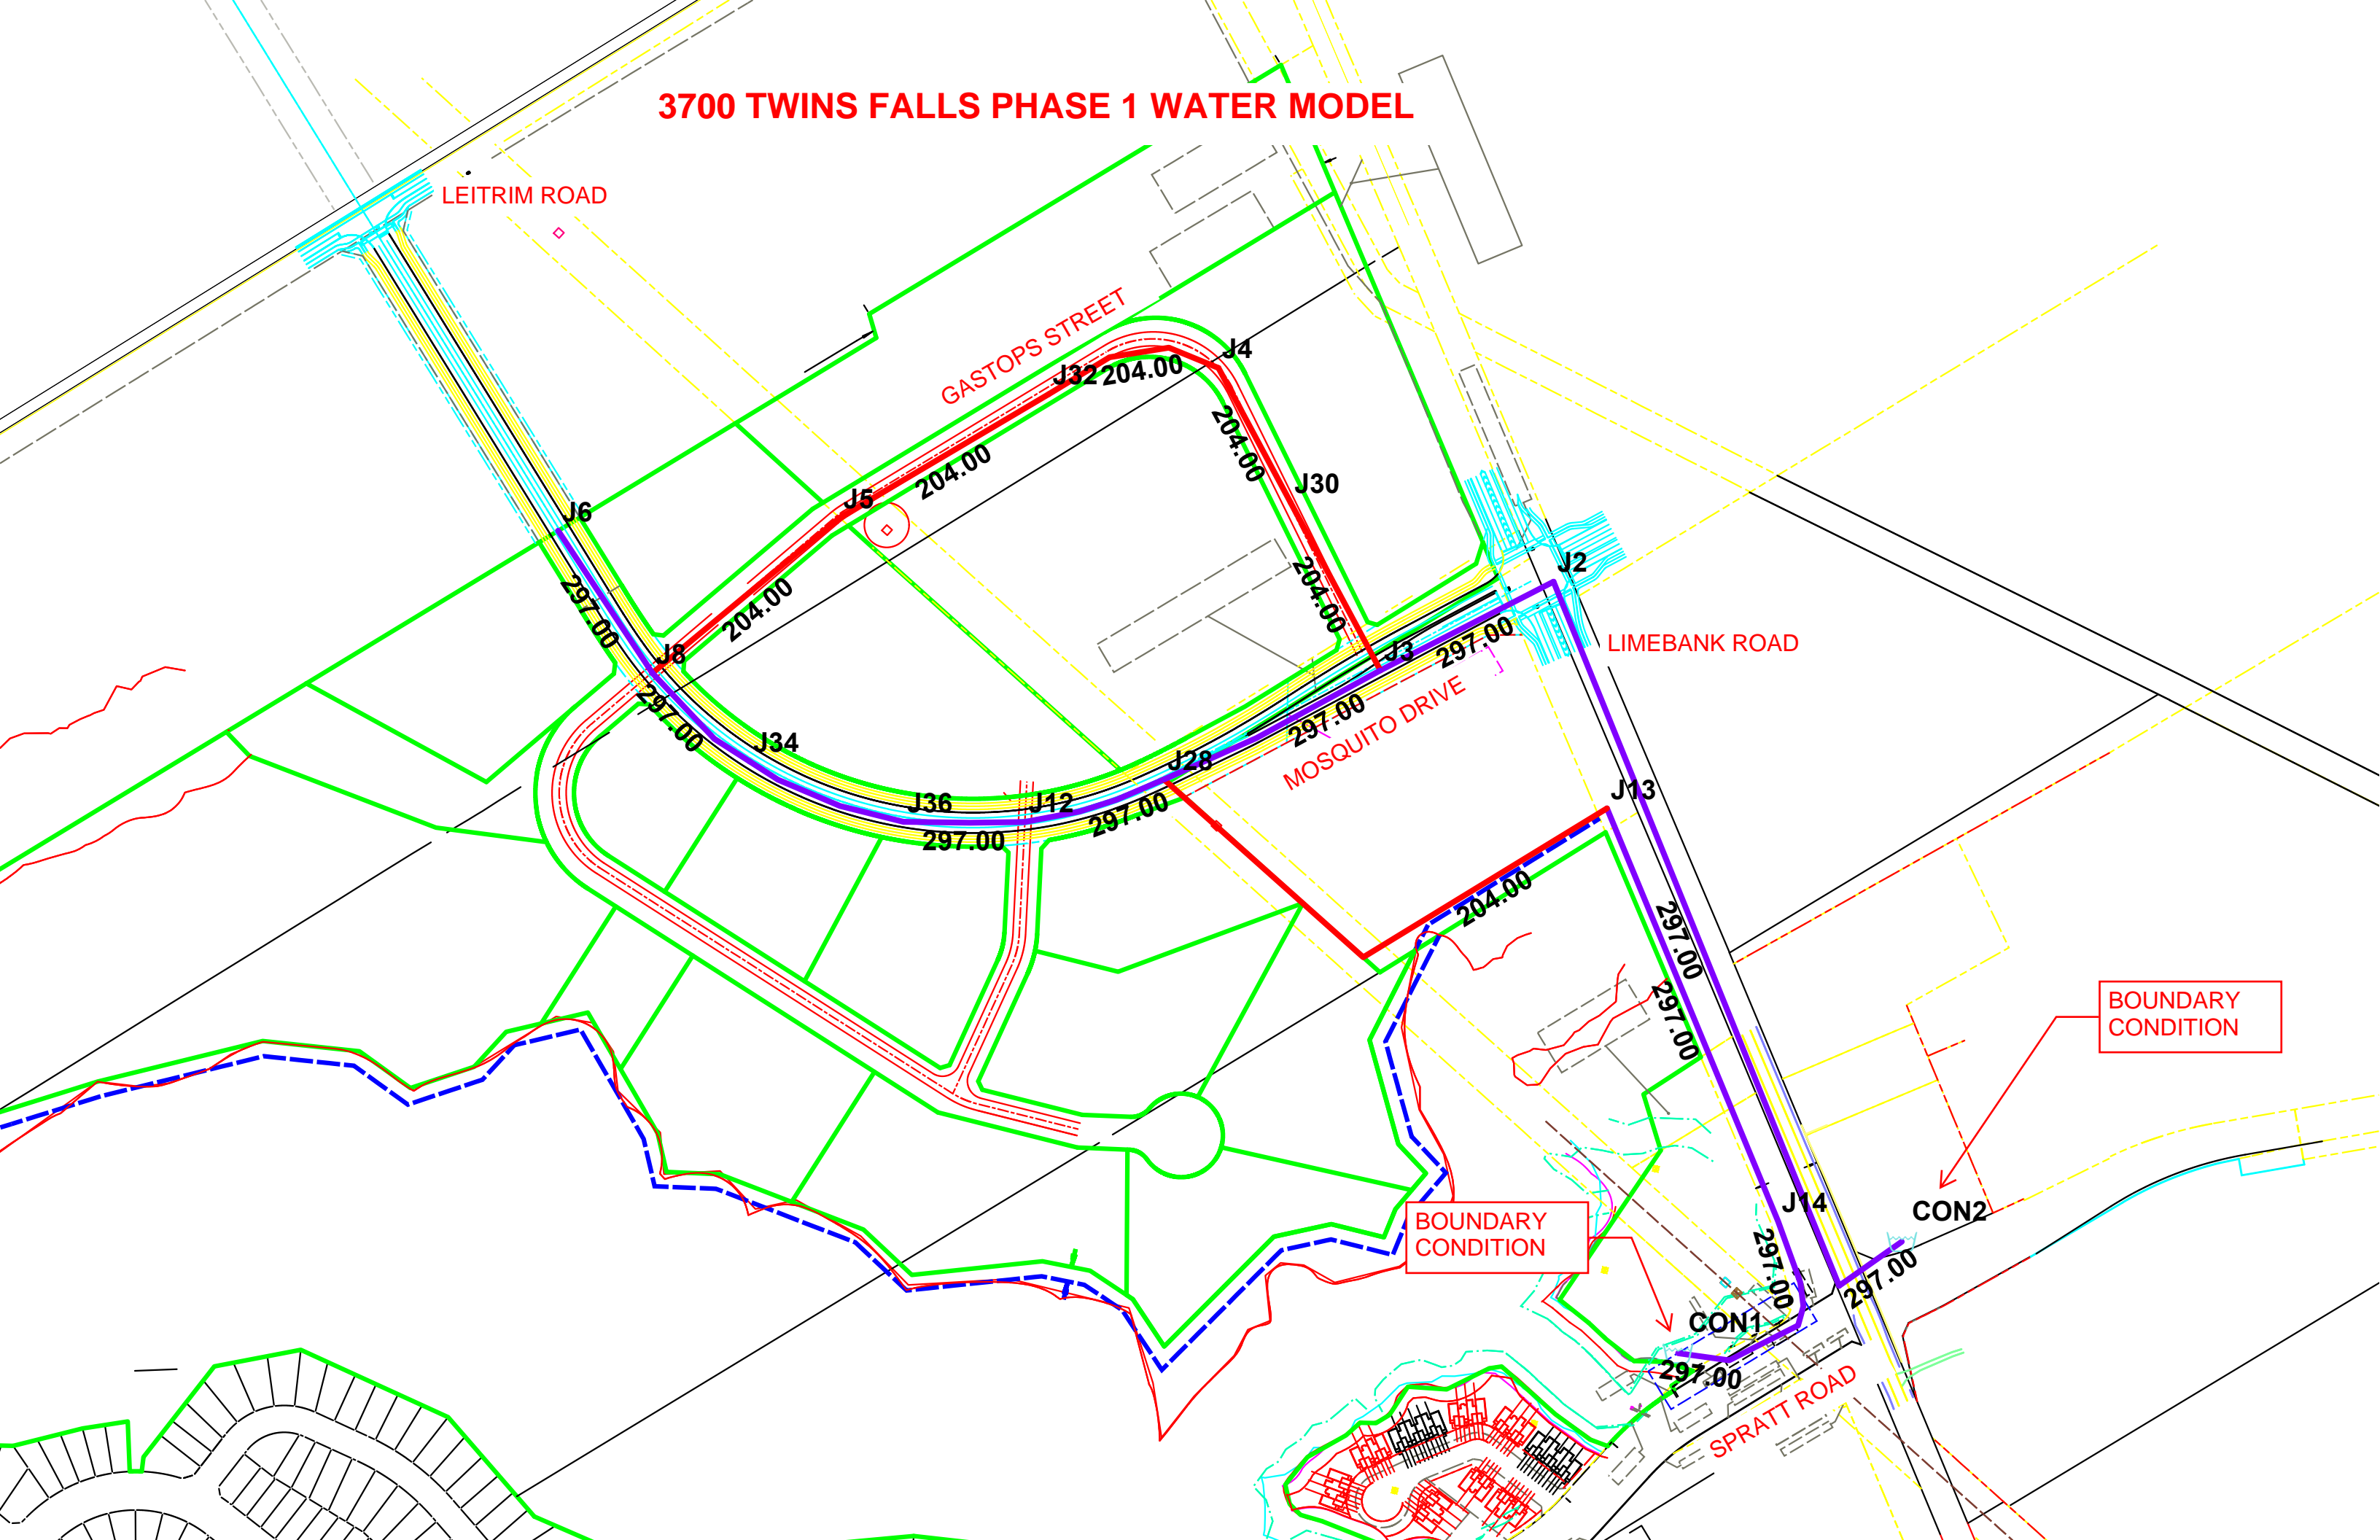 3700 TWINS FALLS PHASE 1 WATER MODEL
LEITRIM ROAD
GASTOPS STREET
J4
J32
204.00
204.00
J30
204.00
J5
J6
204.00
204.00
297.00
J2
LIMEBANK ROAD
J8
J3
297.00
297.00
297.00
MOSQUITO DRIVE
J34
J28
J36
J12
297.00
297.00
J13
204.00
297.00
297.00
BOUNDARY
CONDITION
J14
CON2
BOUNDARY
CONDITION
297.00
297.00
CON1
297.00
SPRATT ROAD